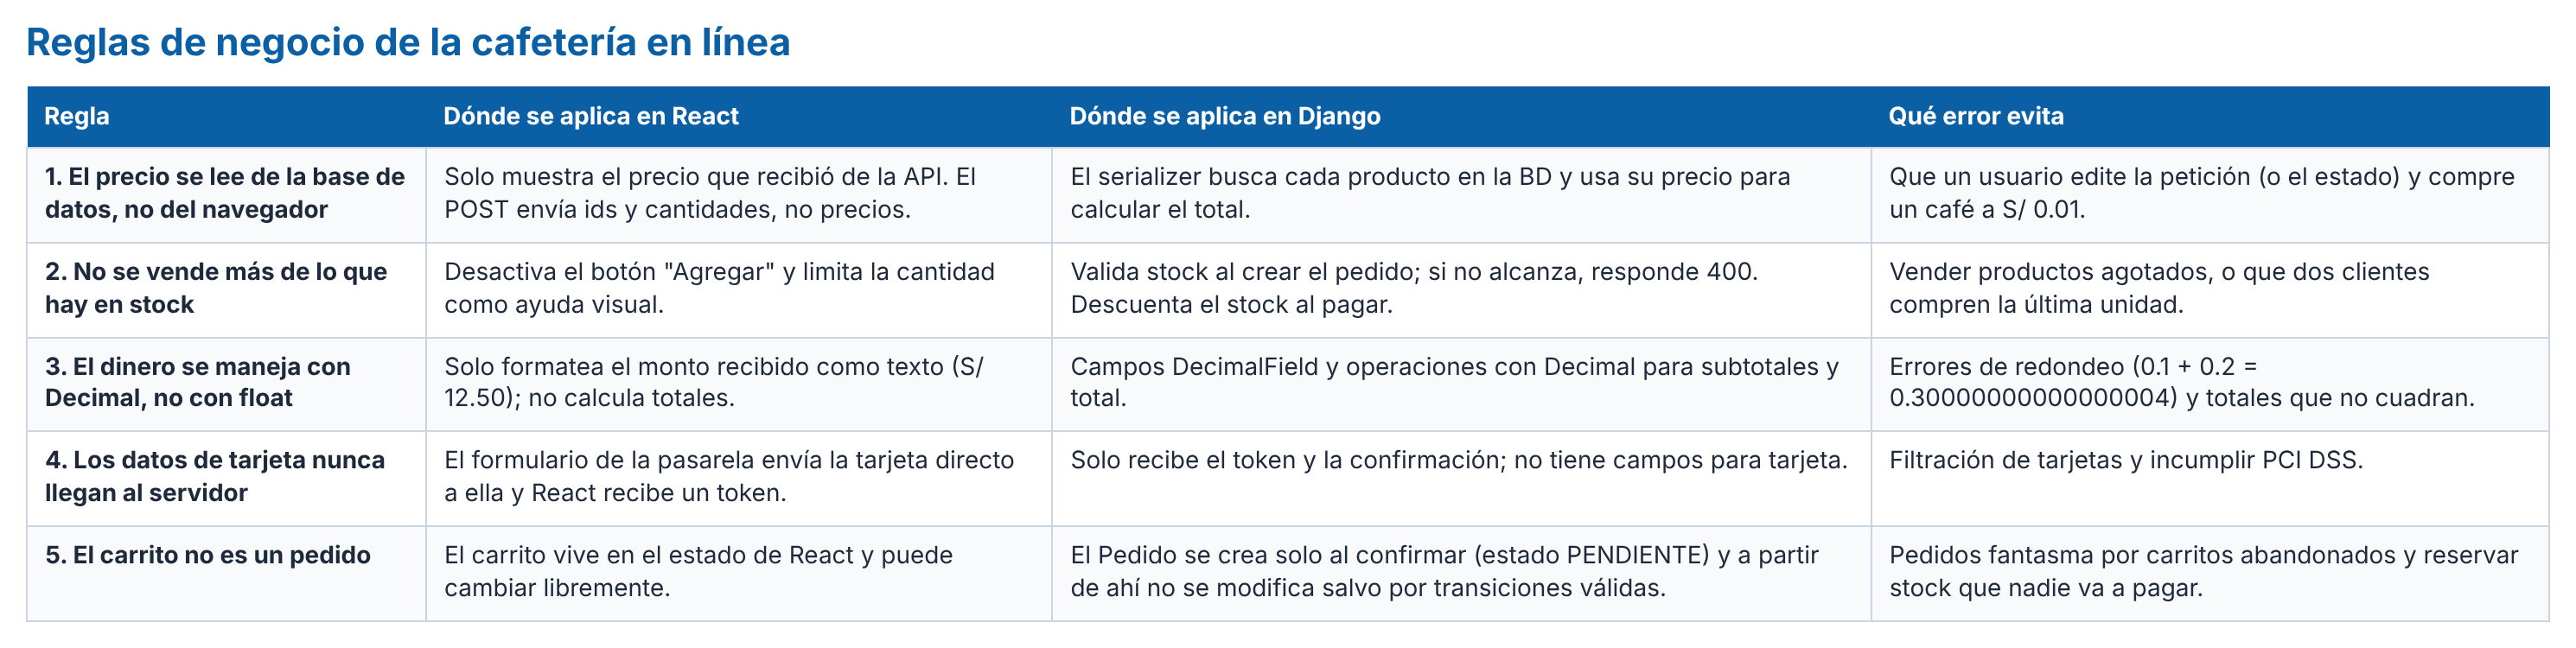 Reglas de negocio de la cafetería en línea
Regla
Dónde se aplica en React
Dónde se aplica en Django
Qué error evita
1. El precio se lee de la base de
datos, no del navegador
Solo muestra el precio que recibió de la API. El
POST envía ids y cantidades, no precios.
El serializer busca cada producto en la BD y usa su precio para
calcular el total.
Que un usuario edite la petición (o el estado) y compre
un café a S/ 0.01.
2. No se vende más de lo que
hay en stock
Desactiva el botón "Agregar" y limita la cantidad
como ayuda visual.
Valida stock al crear el pedido; si no alcanza, responde 400.
Descuenta el stock al pagar.
Vender productos agotados, o que dos clientes
compren la última unidad.
3. El dinero se maneja con
Decimal, no con float
Solo formatea el monto recibido como texto (S/
12.50); no calcula totales.
Campos DecimalField y operaciones con Decimal para subtotales y
total.
Errores de redondeo (0.1 + 0.2 =
0.30000000000000004) y totales que no cuadran.
4. Los datos de tarjeta nunca
llegan al servidor
El formulario de la pasarela envía la tarjeta directo
a ella y React recibe un token.
Solo recibe el token y la confirmación; no tiene campos para tarjeta.
Filtración de tarjetas y incumplir PCI DSS.
5. El carrito no es un pedido
El carrito vive en el estado de React y puede
cambiar libremente.
El Pedido se crea solo al confirmar (estado PENDIENTE) y a partir
de ahí no se modifica salvo por transiciones válidas.
Pedidos fantasma por carritos abandonados y reservar
stock que nadie va a pagar.